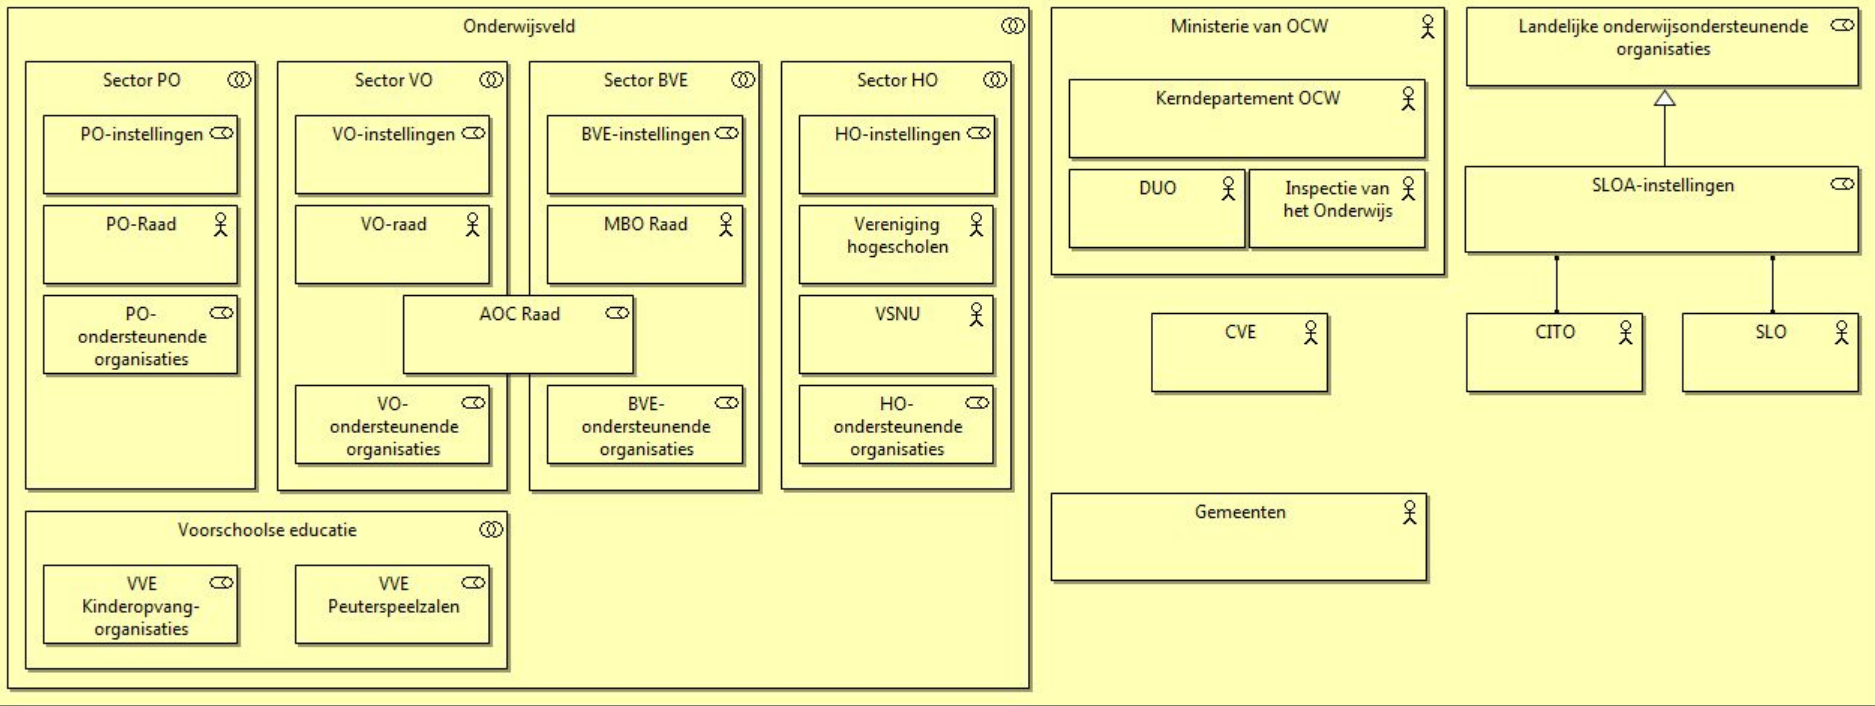 Onderwijsveld
Sector PO
PO-instellingen
PO-Raad
PO-
ondersteunende
organisaties
Sector VO
VO-instellingen
VO-raad
Sector BVE
BVE-instellingen
MBO Raad
AOC Raad
VO-
ondersteunende
organisaties
BVE-
ondersteunende
organisaties
Sector HO
HO-instellingen
Vereniging
hogescholen
VSNU
HO-
ondersteunende
organisaties
Voorschoolse educatie
VVE
Kinderopvang-
organisaties
VVE
Peuterspeelzalen
Ministerie van OCW
Kerndepartement OCW
DUO
Inspectie van
het Onderwijs
CVE
Gemeenten
Landelijke onderwijsondersteunende
organisaties
SLOA-instellingen
CITO
SLO